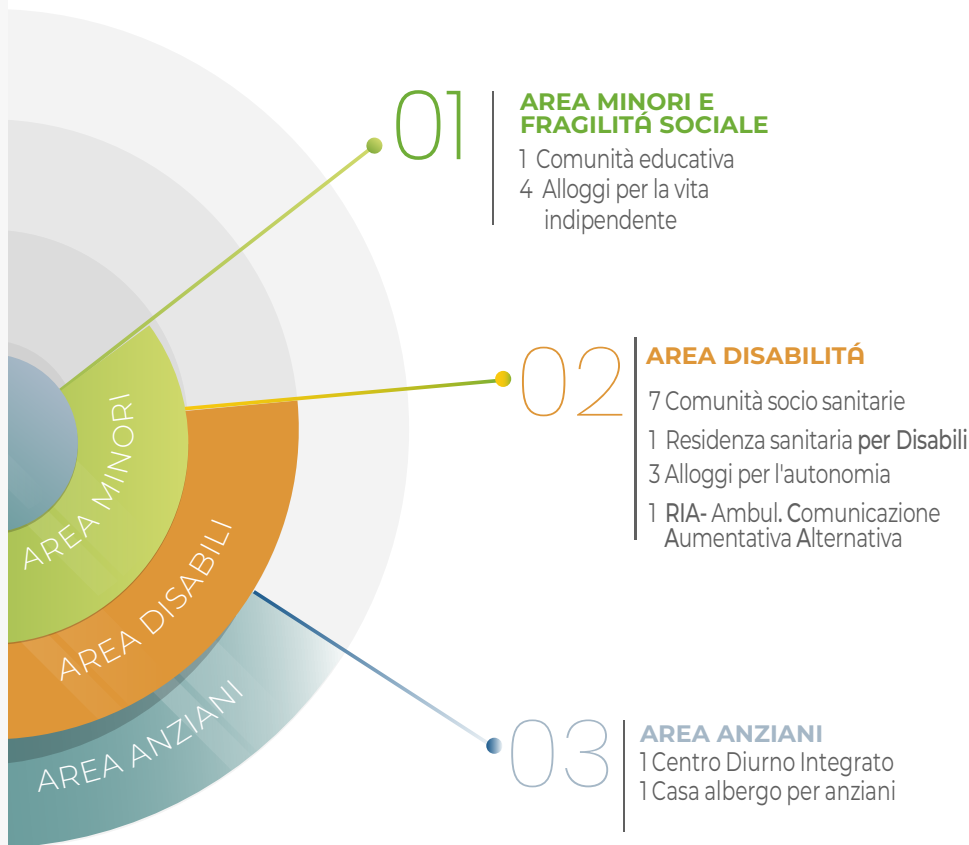 01
AREA MINORI E
FRAGILITÁ SOCIALE
1 Comunità educativa
4 Alloggi per la vita
indipendente
02
AREA DISABILITÁ
7 Comunità socio sanitarie
1 Residenza sanitaria per Disabili
3 Alloggi per l'autonomia
1 RIA- Ambul. Comunicazione
Aumentativa Alternativa
03
AREA ANZIANI
1 Centro Diurno Integrato
1 Casa albergo per anziani
AREA MINORI
AREA DISABILI
AREA ANZIANI